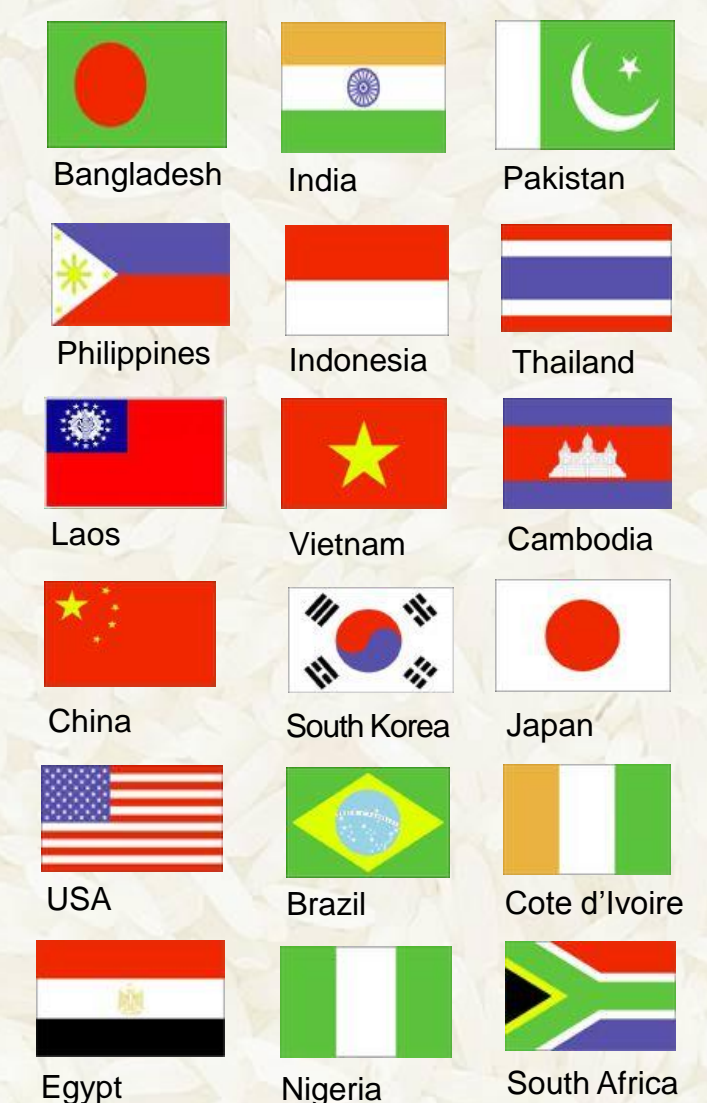 Bangladesh
India
Pakistan
Philippines
Indonesia
Thailand
Laos
Vietnam
Cambodia
China
South Korea
Japan
USA
Brazil
Cote d’Ivoire
Egypt
Nigeria
South Africa